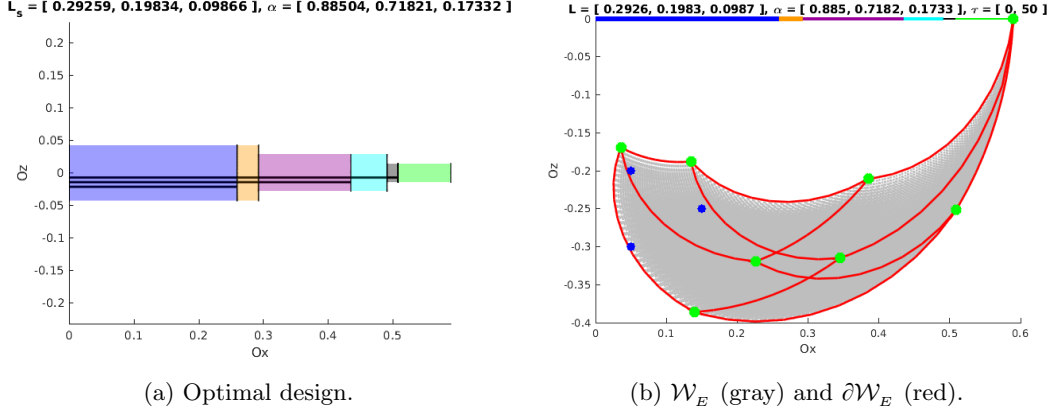 L_s = [ 0.29259, 0.19834, 0.09866 ], α = [ 0.88504, 0.71821, 0.17332 ]
0.2
0.15
0.1
0.05
0
-0.05
-0.1
-0.15
-0.2
Oz
0 0.1 0.2 0.3 0.4 0.5
Ox
(a) Optimal design.
L = [ 0.2926, 0.1983, 0.0987 ], α = [ 0.885, 0.7182, 0.1733 ], τ = [ 0, 50 ]
0
-0.05
-0.1
-0.15
-0.2
-0.25
-0.3
-0.35
-0.4
Oz
0 0.1 0.2 0.3 0.4 0.5 0.6
Ox
(b) 𝒲_E (gray) and ∂𝒲_E (red).